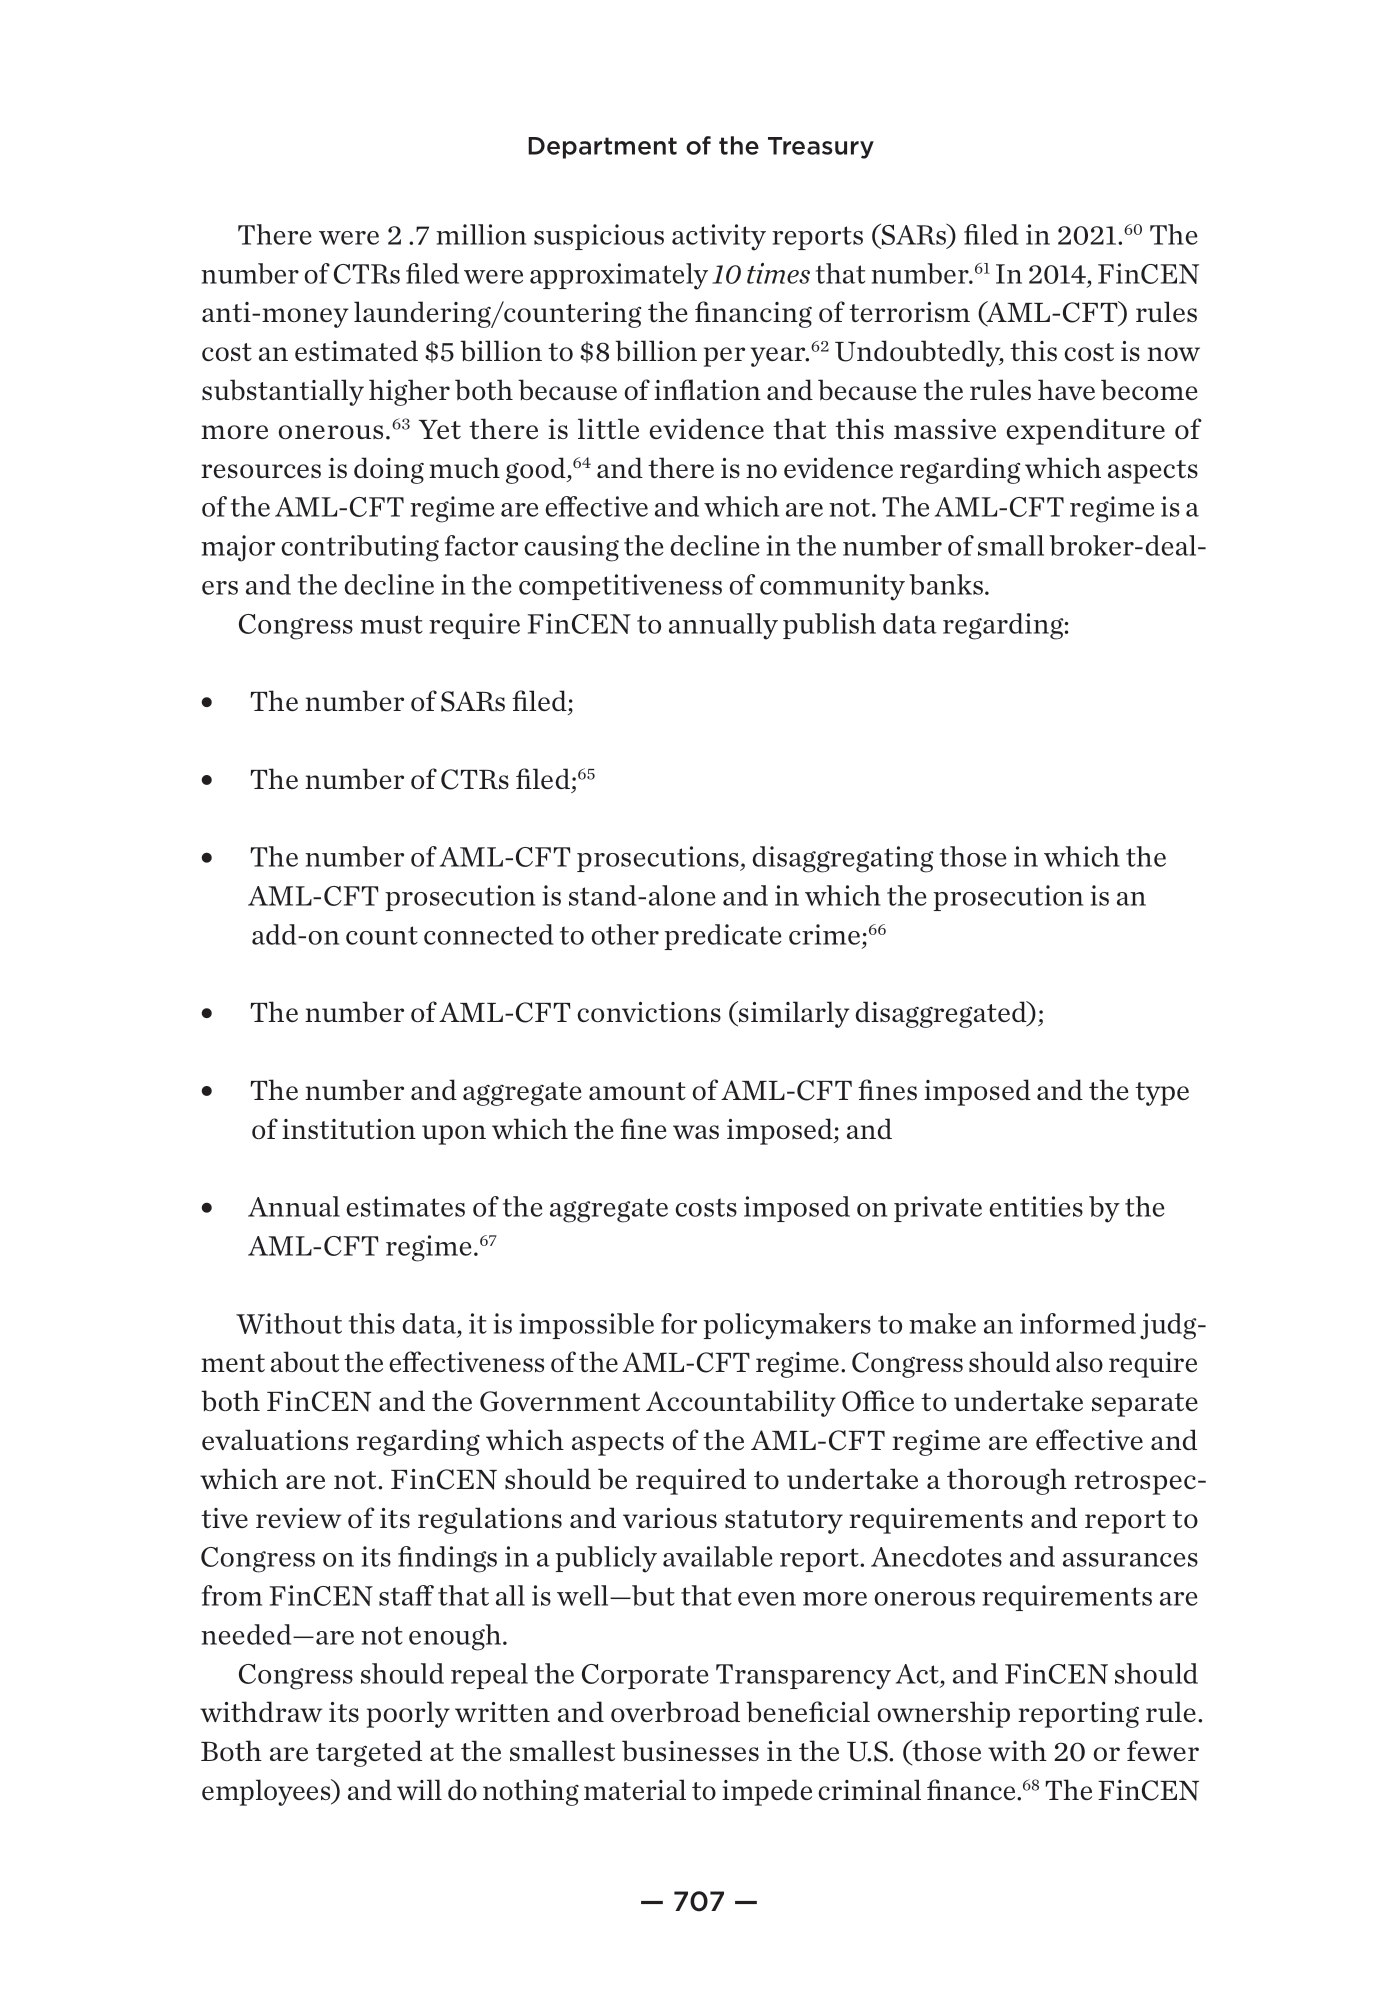 Department of the Treasury
There were 2 .7 million suspicious activity reports (SARs) filed in 2021.⁶⁰ The
number of CTRs filed were approximately 10 times that number.⁶¹ In 2014, FinCEN
anti-money laundering/countering the financing of terrorism (AML-CFT) rules
cost an estimated $5 billion to $8 billion per year.⁶² Undoubtedly, this cost is now
substantially higher both because of inflation and because the rules have become
more onerous.⁶³ Yet there is little evidence that this massive expenditure of
resources is doing much good,⁶⁴ and there is no evidence regarding which aspects
of the AML-CFT regime are effective and which are not. The AML-CFT regime is a
major contributing factor causing the decline in the number of small broker-deal-
ers and the decline in the competitiveness of community banks.
Congress must require FinCEN to annually publish data regarding:
• The number of SARs filed;
• The number of CTRs filed;⁶⁵
• The number of AML-CFT prosecutions, disaggregating those in which the
AML-CFT prosecution is stand-alone and in which the prosecution is an
add-on count connected to other predicate crime;⁶⁶
• The number of AML-CFT convictions (similarly disaggregated);
• The number and aggregate amount of AML-CFT fines imposed and the type
of institution upon which the fine was imposed; and
• Annual estimates of the aggregate costs imposed on private entities by the
AML-CFT regime.⁶⁷
Without this data, it is impossible for policymakers to make an informed judg-
ment about the effectiveness of the AML-CFT regime. Congress should also require
both FinCEN and the Government Accountability Office to undertake separate
evaluations regarding which aspects of the AML-CFT regime are effective and
which are not. FinCEN should be required to undertake a thorough retrospec-
tive review of its regulations and various statutory requirements and report to
Congress on its findings in a publicly available report. Anecdotes and assurances
from FinCEN staff that all is well—but that even more onerous requirements are
needed—are not enough.
Congress should repeal the Corporate Transparency Act, and FinCEN should
withdraw its poorly written and overbroad beneficial ownership reporting rule.
Both are targeted at the smallest businesses in the U.S. (those with 20 or fewer
employees) and will do nothing material to impede criminal finance.⁶⁸ The FinCEN
— 707 —